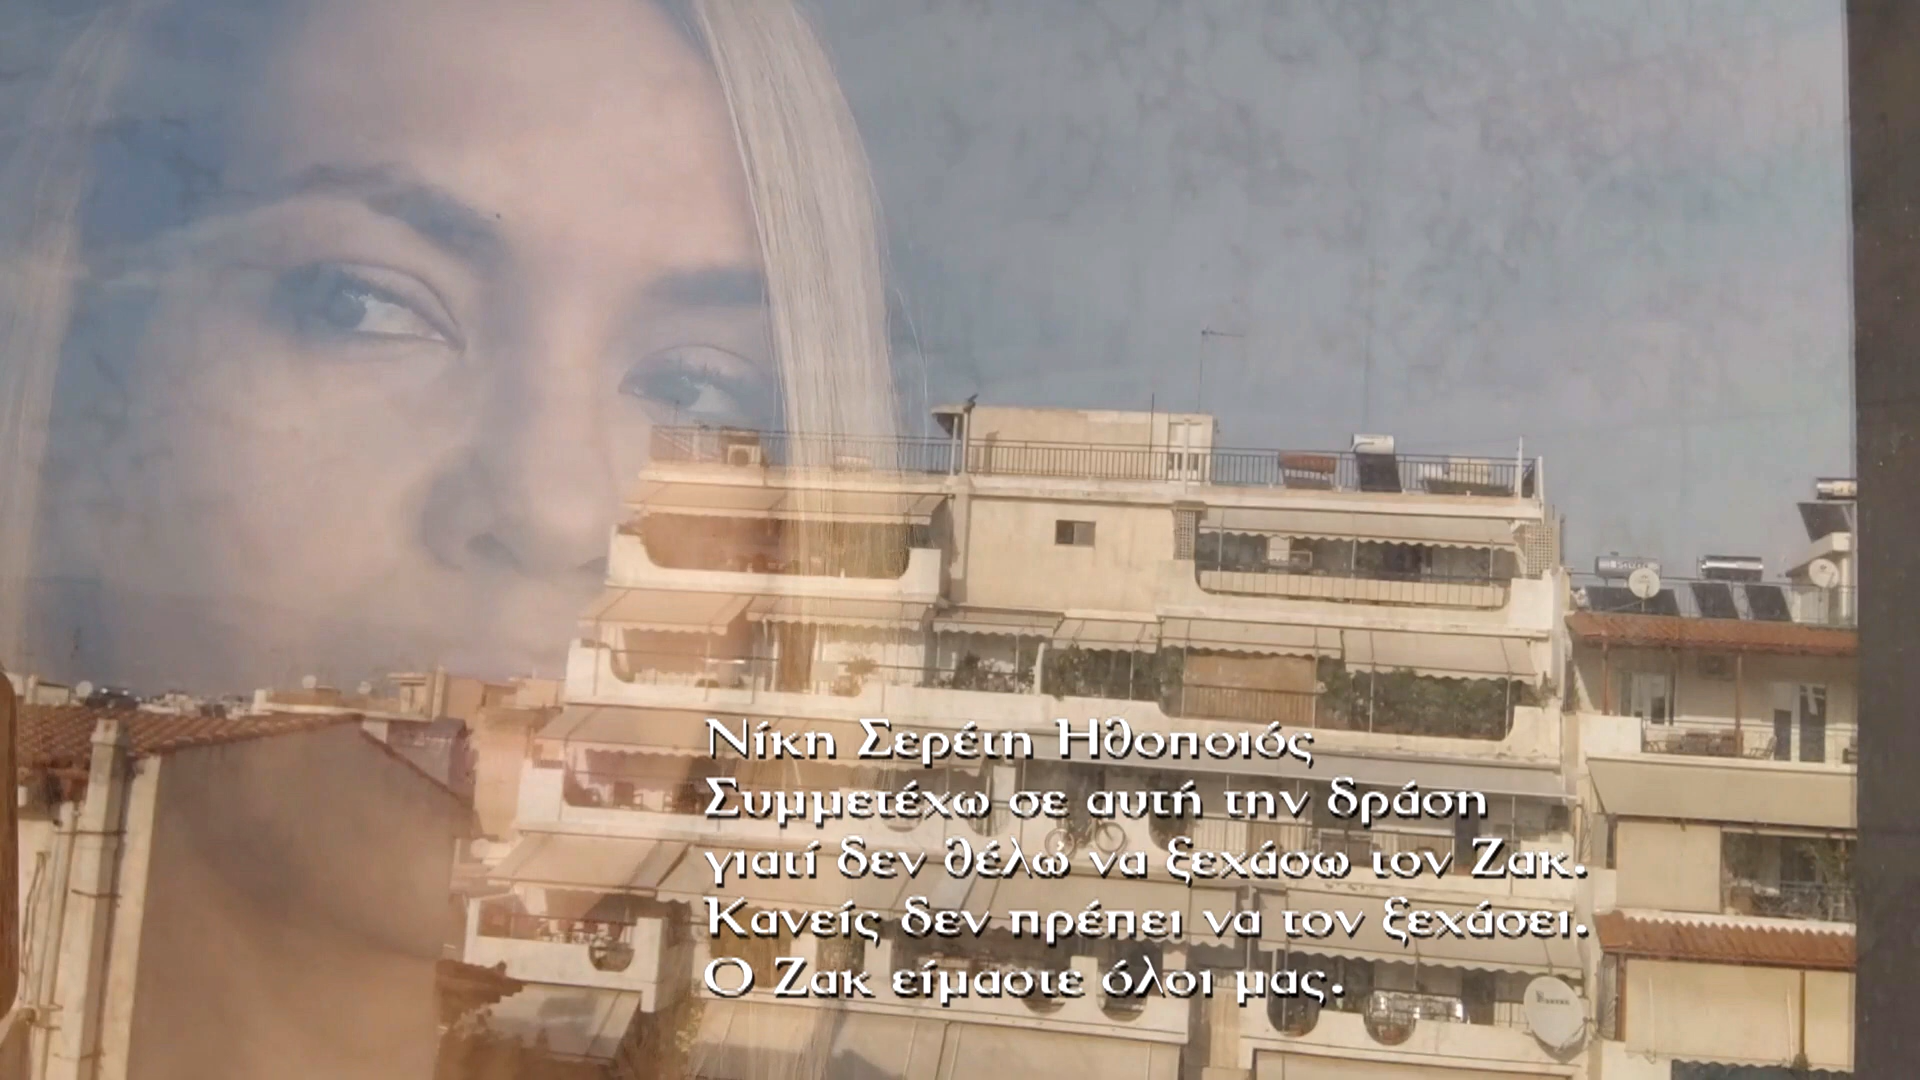 Νίκη Σερέτη Ηθοποιός
Συμμετέχω σε αυτή την δράση
γιατί δεν θέλω να ξεχάσω τον Ζακ.
Κανείς δεν πρέπει να τον ξεχάσει.
Ο Ζακ είμαστε όλοι μας.